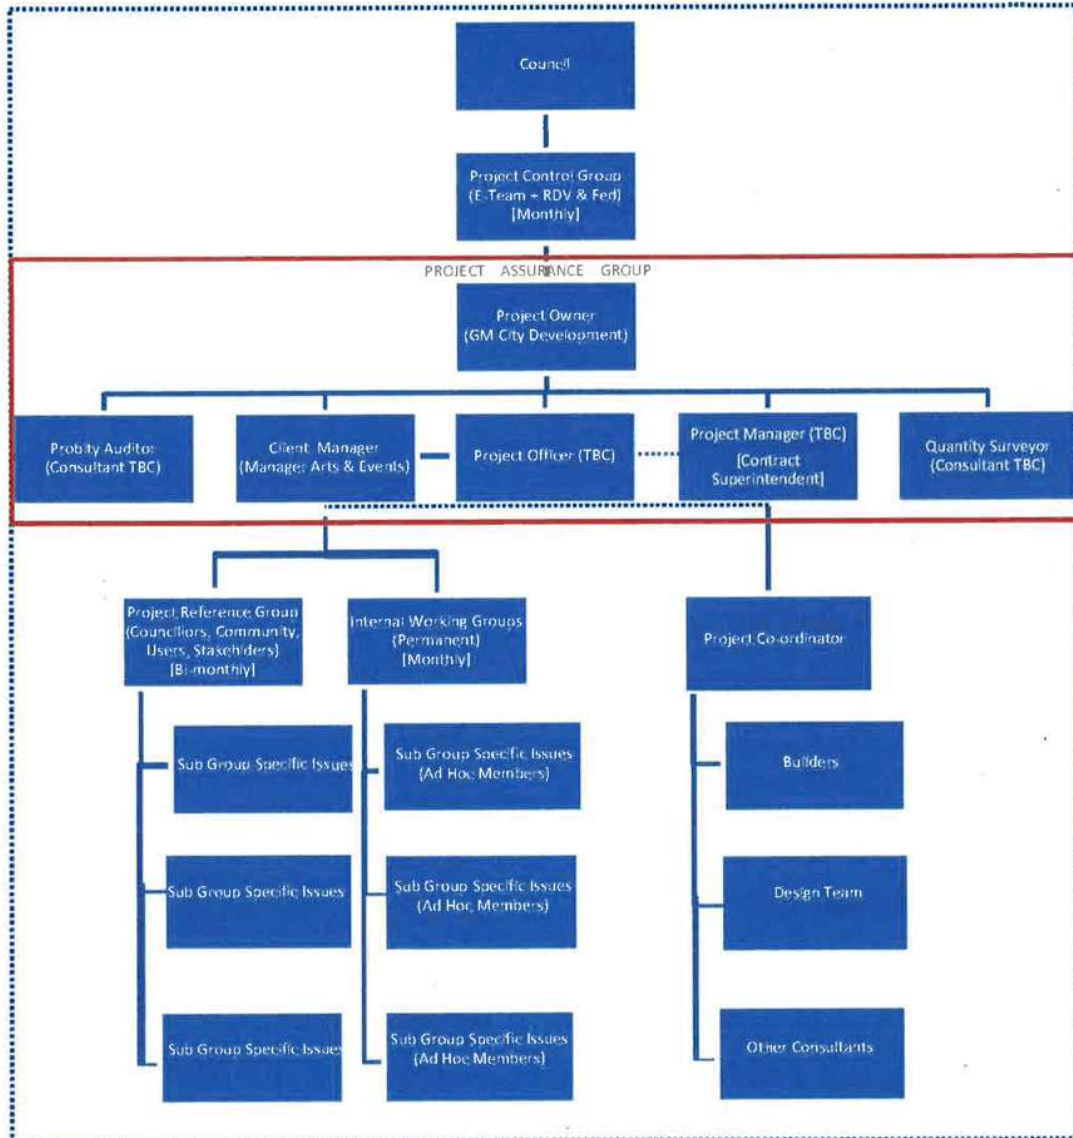 Council
Project Control Group
(E-Team + RDV & Fed)
[Monthly]
PROJECT ASSURANCE GROUP
Project Owner
(GM City Development)
Probity Auditor
(Consultant TBC)
Client Manager
(Manager Arts & Events)
Project Officer (TBC)
Project Manager (TBC)
[Contract
Superintendent]
Quantity Surveyor
(Consultant TBC)
Project Reference Group
(Councillors, Community,
Users, Stakehlders)
[Bi-monthly]
Internal Working Groups
(Permanent)
[Monthly]
Project Co-ordinator
Sub Group Specific Issues
Sub Group Specific Issues
(Ad Hoc Members)
Builders
Sub Group Specific Issues
Sub Group Specific Issues
(Ad Hoc Members)
Design Team
Sub Group Specific Issues
Sub Group Specific Issues
(Ad Hoc Members)
Other Consultants